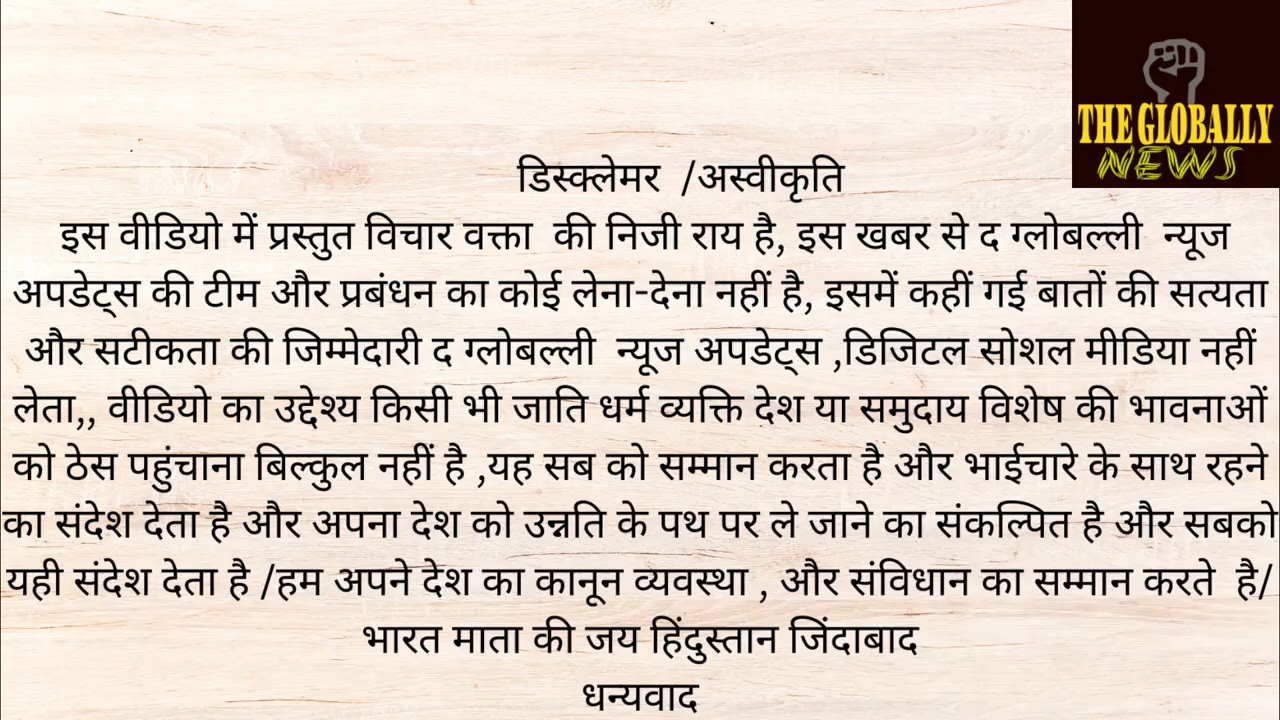 THE GLOBALLY
NEWS
डिस्क्लेमर /अस्वीकृति
इस वीडियो में प्रस्तुत विचार वक्ता की निजी राय है, इस खबर से द ग्लोबल्ली न्यूज
अपडेट्स की टीम और प्रबंधन का कोई लेना-देना नहीं है, इसमें कहीं गई बातों की सत्यता
और सटीकता की जिम्मेदारी द ग्लोबल्ली न्यूज अपडेट्स ,डिजिटल सोशल मीडिया नहीं
लेता,, वीडियो का उद्देश्य किसी भी जाति धर्म व्यक्ति देश या समुदाय विशेष की भावनाओं
को ठेस पहुंचाना बिल्कुल नहीं है ,यह सब को सम्मान करता है और भाईचारे के साथ रहने
का संदेश देता है और अपना देश को उन्नति के पथ पर ले जाने का संकल्पित है और सबको
यही संदेश देता है /हम अपने देश का कानून व्यवस्था , और संविधान का सम्मान करते है/
भारत माता की जय हिंदुस्तान जिंदाबाद
धन्यवाद